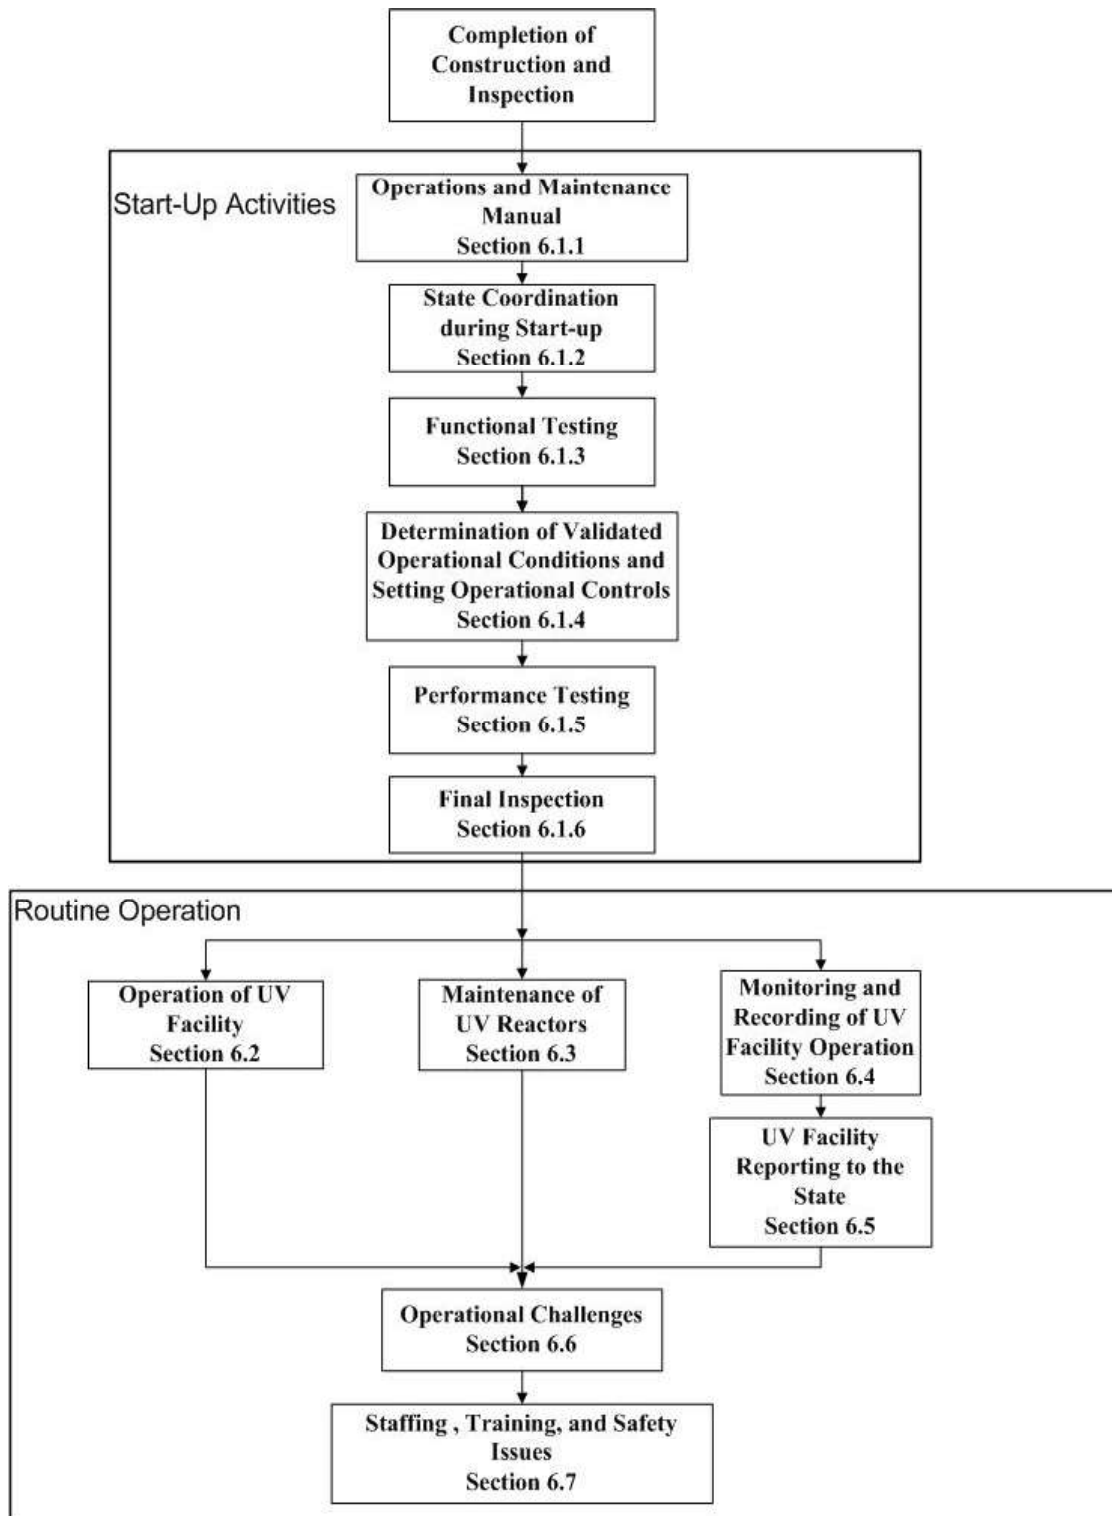 Completion of
Construction and
Inspection
Start-Up Activities
Operations and Maintenance
Manual
Section 6.1.1
State Coordination
during Start-up
Section 6.1.2
Functional Testing
Section 6.1.3
Determination of Validated
Operational Conditions and
Setting Operational Controls
Section 6.1.4
Performance Testing
Section 6.1.5
Final Inspection
Section 6.1.6
Routine Operation
Operation of UV
Facility
Section 6.2
Maintenance of
UV Reactors
Section 6.3
Monitoring and
Recording of UV
Facility Operation
Section 6.4
UV Facility
Reporting to the
State
Section 6.5
Operational Challenges
Section 6.6
Staffing , Training, and Safety
Issues
Section 6.7